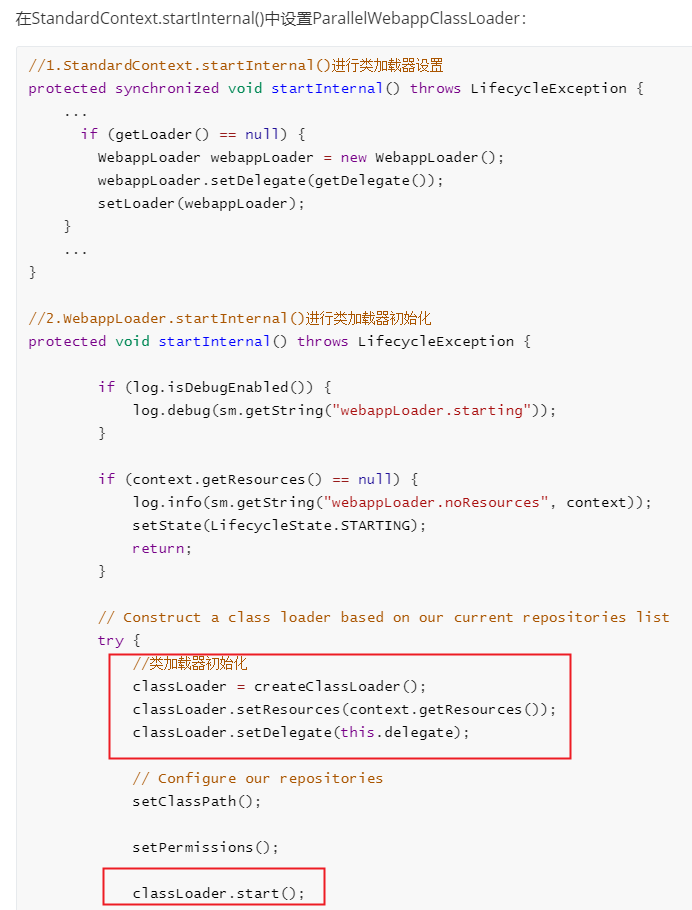 在StandardContext.startInternal()中设置ParallelWebappClassLoader：
//1.StandardContext.startInternal()进行类加载器设置
protected synchronized void startInternal() throws LifecycleException {
    ...
      if (getLoader() == null) {
        WebappLoader webappLoader = new WebappLoader();
        webappLoader.setDelegate(getDelegate());
        setLoader(webappLoader);
    }
    ...
}
//2.WebappLoader.startInternal()进行类加载器初始化
protected void startInternal() throws LifecycleException {
        if (log.isDebugEnabled()) {
            log.debug(sm.getString("webappLoader.starting"));
        }
        if (context.getResources() == null) {
            log.info(sm.getString("webappLoader.noResources", context));
            setState(LifecycleState.STARTING);
            return;
        }
        // Construct a class loader based on our current repositories list
        try {
            //类加载器初始化
            classLoader = createClassLoader();
            classLoader.setResources(context.getResources());
            classLoader.setDelegate(this.delegate);
            // Configure our repositories
            setClassPath();
            setPermissions();
            classLoader.start();